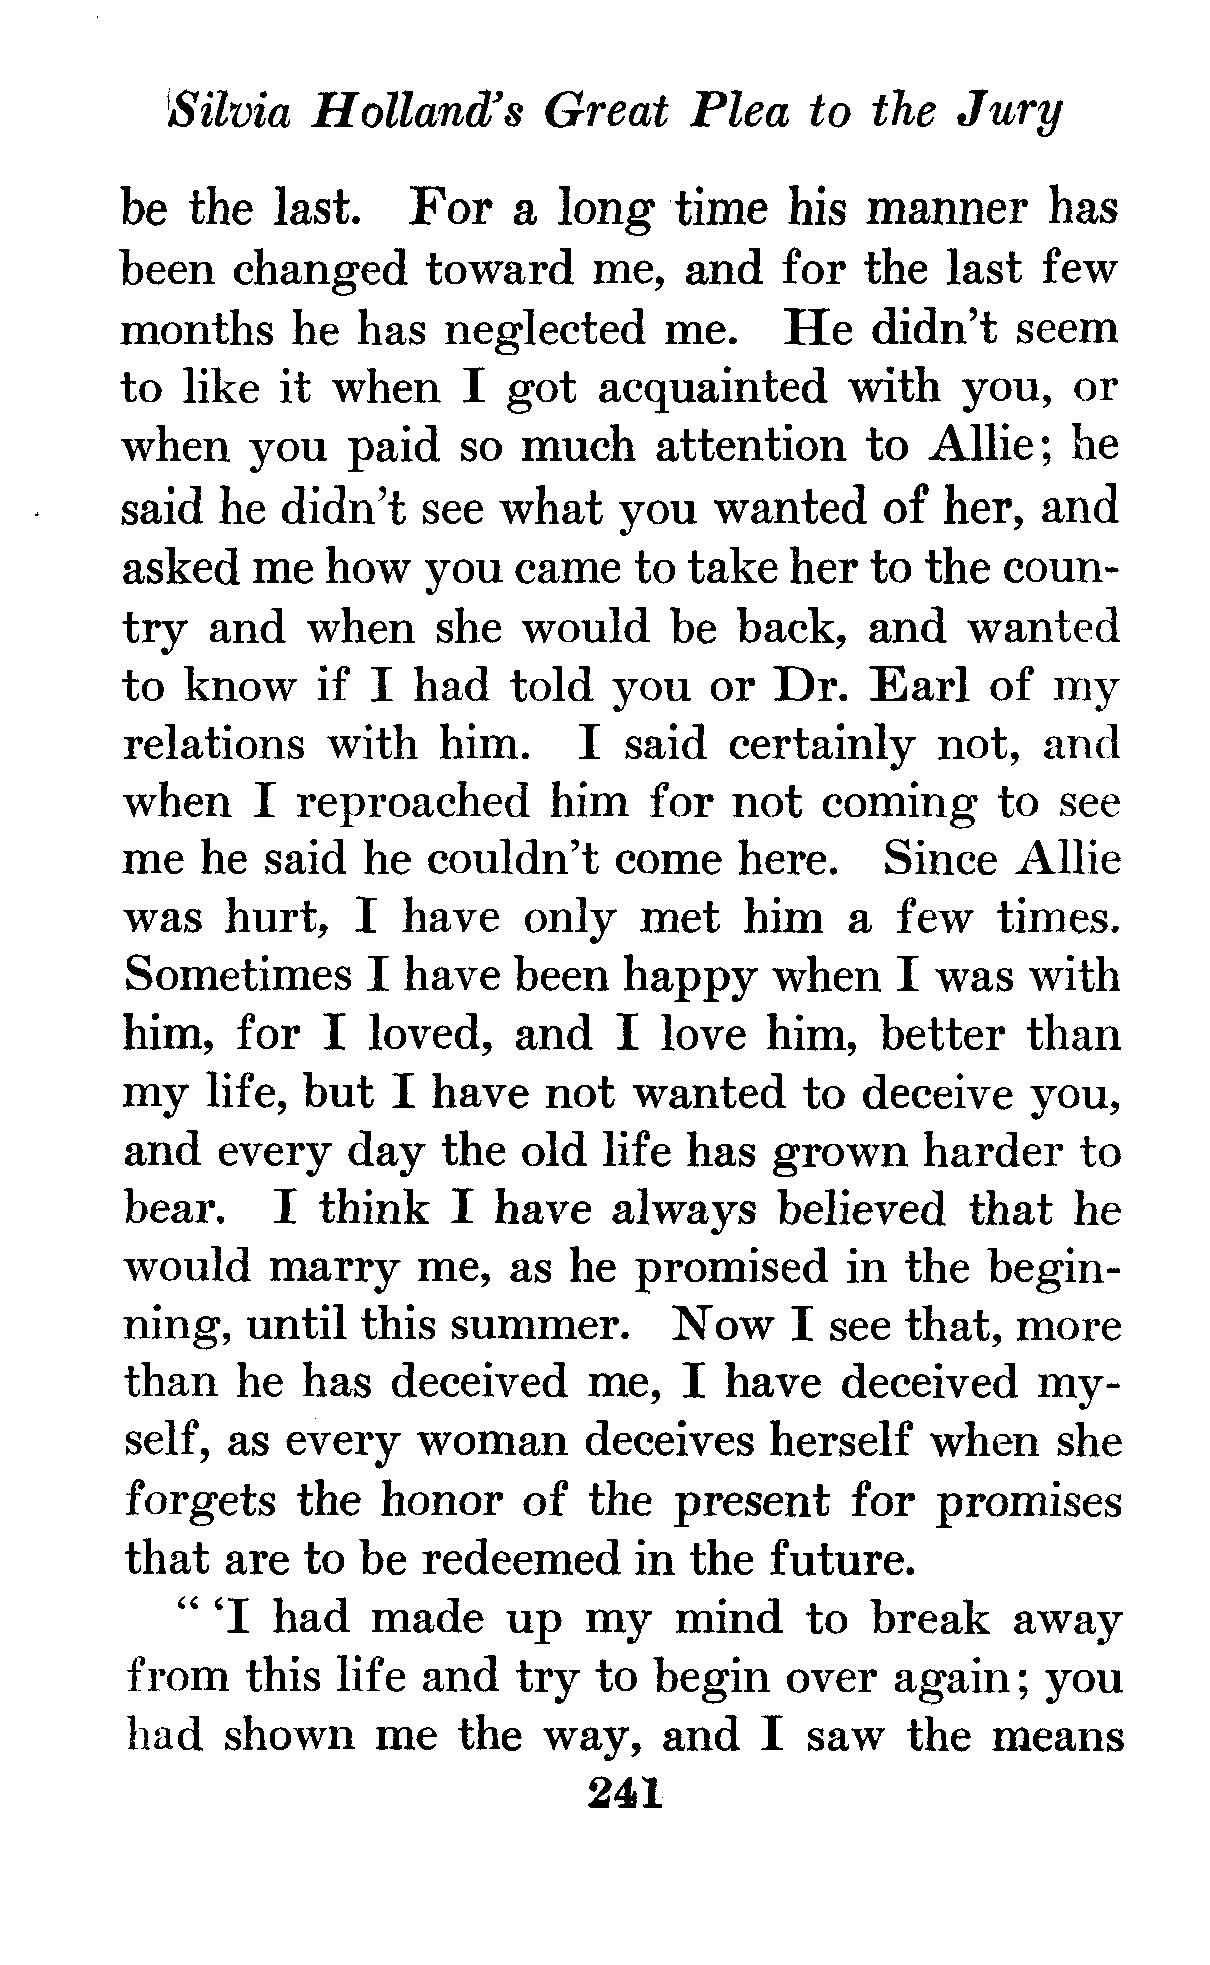 Silvia Holland's Great Plea to the Jury
be the last. For a long time his manner has
been changed toward me, and for the last few
months he has neglected me. He didn't seem
to like it when I got acquainted with you, or
when you paid so much attention to Allie; he
said he didn't see what you wanted of her, and
asked me how you came to take her to the coun-
try and when she would be back, and wanted
to know if I had told you or Dr. Earl of my
relations with him. I said certainly not, and
when I reproached him for not coming to see
me he said he couldn't come here. Since Allie
was hurt, I have only met him a few times.
Sometimes I have been happy when I was with
him, for I loved, and I love him, better than
my life, but I have not wanted to deceive you,
and every day the old life has grown harder to
bear. I think I have always believed that he
would marry me, as he promised in the begin-
ning, until this summer. Now I see that, more
than he has deceived me, I have deceived my-
self, as every woman deceives herself when she
forgets the honor of the present for promises
that are to be redeemed in the future.
" 'I had made up my mind to break away
from this life and try to begin over again; you
had shown me the way, and I saw the means
241